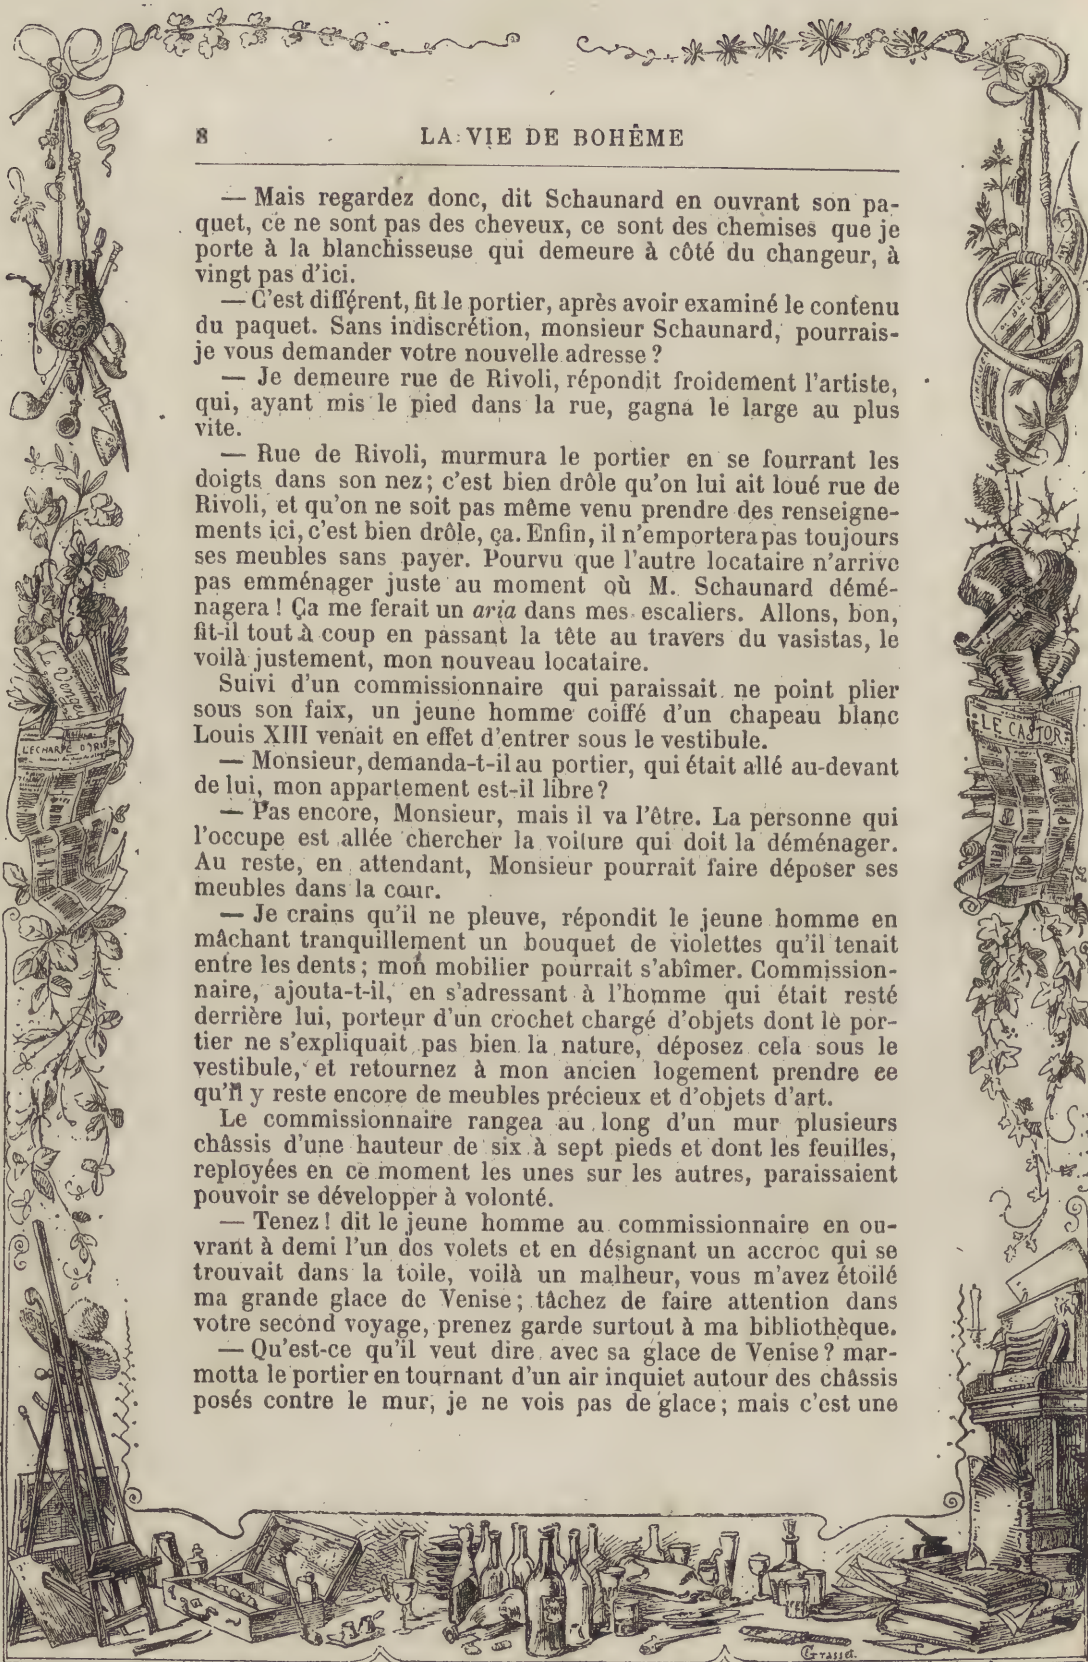 8 LA VIE DE BOHÊME
— Mais regardez donc, dit Schaunard en ouvrant son pa-
quet, ce ne sont pas des cheveux, ce sont des chemises que je
porte à la blanchisseuse qui demeure à côté du changeur, à
vingt pas d'ici.
— C'est différent, fit le portier, après avoir examiné le contenu
du paquet. Sans indiscrétion, monsieur Schaunard, pourrais-
je vous demander votre nouvelle adresse ?
— Je demeure rue de Rivoli, répondit froidement l'artiste,
qui, ayant mis le pied dans la rue, gagna le large au plus
vite.
— Rue de Rivoli, murmura le portier en se fourrant les
doigts dans son nez ; c'est bien drôle qu'on lui ait loué rue de
Rivoli, et qu'on ne soit pas même venu prendre des renseigne-
ments ici, c'est bien drôle, ça. Enfin, il n'emportera pas toujours
ses meubles sans payer. Pourvu que l'autre locataire n'arrive
pas emménager juste au moment où M. Schaunard démé-
nagera ! Ça me ferait un aria dans mes escaliers. Allons, bon,
fit-il tout à coup en passant la tête au travers du vasistas, le
voilà justement, mon nouveau locataire.
Suivi d'un commissionnaire qui paraissait ne point plier
sous son faix, un jeune homme coiffé d'un chapeau blanc
Louis XIII venait en effet d'entrer sous le vestibule.
— Monsieur, demanda-t-il au portier, qui était allé au-devant
de lui, mon appartement est-il libre ?
— Pas encore, Monsieur, mais il va l'être. La personne qui
l'occupe est allée chercher la voiture qui doit la déménager.
Au reste, en attendant, Monsieur pourrait faire déposer ses
meubles dans la cour.
— Je crains qu'il ne pleuve, répondit le jeune homme en
mâchant tranquillement un bouquet de violettes qu'il tenait
entre les dents ; mon mobilier pourrait s'abîmer. Commission-
naire, ajouta-t-il, en s'adressant à l'homme qui était resté
derrière lui, porteur d'un crochet chargé d'objets dont le por-
tier ne s'expliquait pas bien la nature, déposez cela sous le
vestibule, et retournez à mon ancien logement prendre ce
qu'il y reste encore de meubles précieux et d'objets d'art.
Le commissionnaire rangea au long d'un mur plusieurs
châssis d'une hauteur de six à sept pieds et dont les feuilles,
reployées en ce moment les unes sur les autres, paraissaient
pouvoir se développer à volonté.
— Tenez ! dit le jeune homme au commissionnaire en ou-
vrant à demi l'un des volets et en désignant un accroc qui se
trouvait dans la toile, voilà un malheur, vous m'avez étoilé
ma grande glace de Venise ; tâchez de faire attention dans
votre second voyage, prenez garde surtout à ma bibliothèque.
— Qu'est-ce qu'il veut dire avec sa glace de Venise ? mar-
motta le portier en tournant d'un air inquiet autour des châssis
posés contre le mur, je ne vois pas de glace ; mais c'est une
L'ECHARPE D'IRIS
LE CASTOR
Grasset.